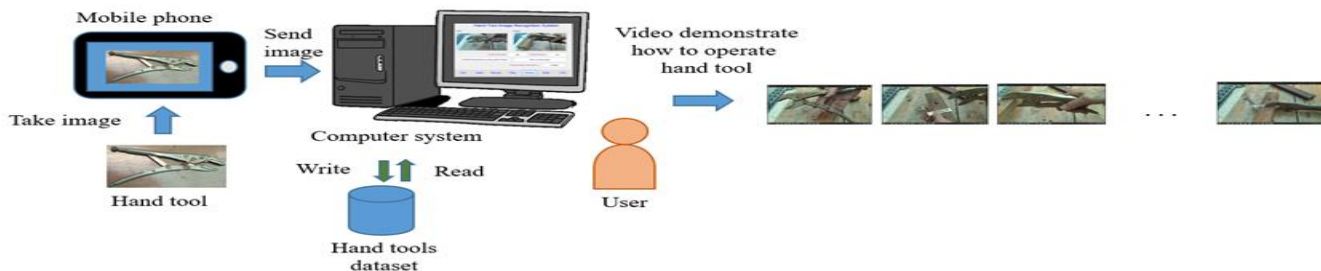 Mobile phone
Send
image
Take image
Hand tool
Computer system
Write
Read
Hand tools
dataset
User
Video demonstrate
how to operate
hand tool
. . .